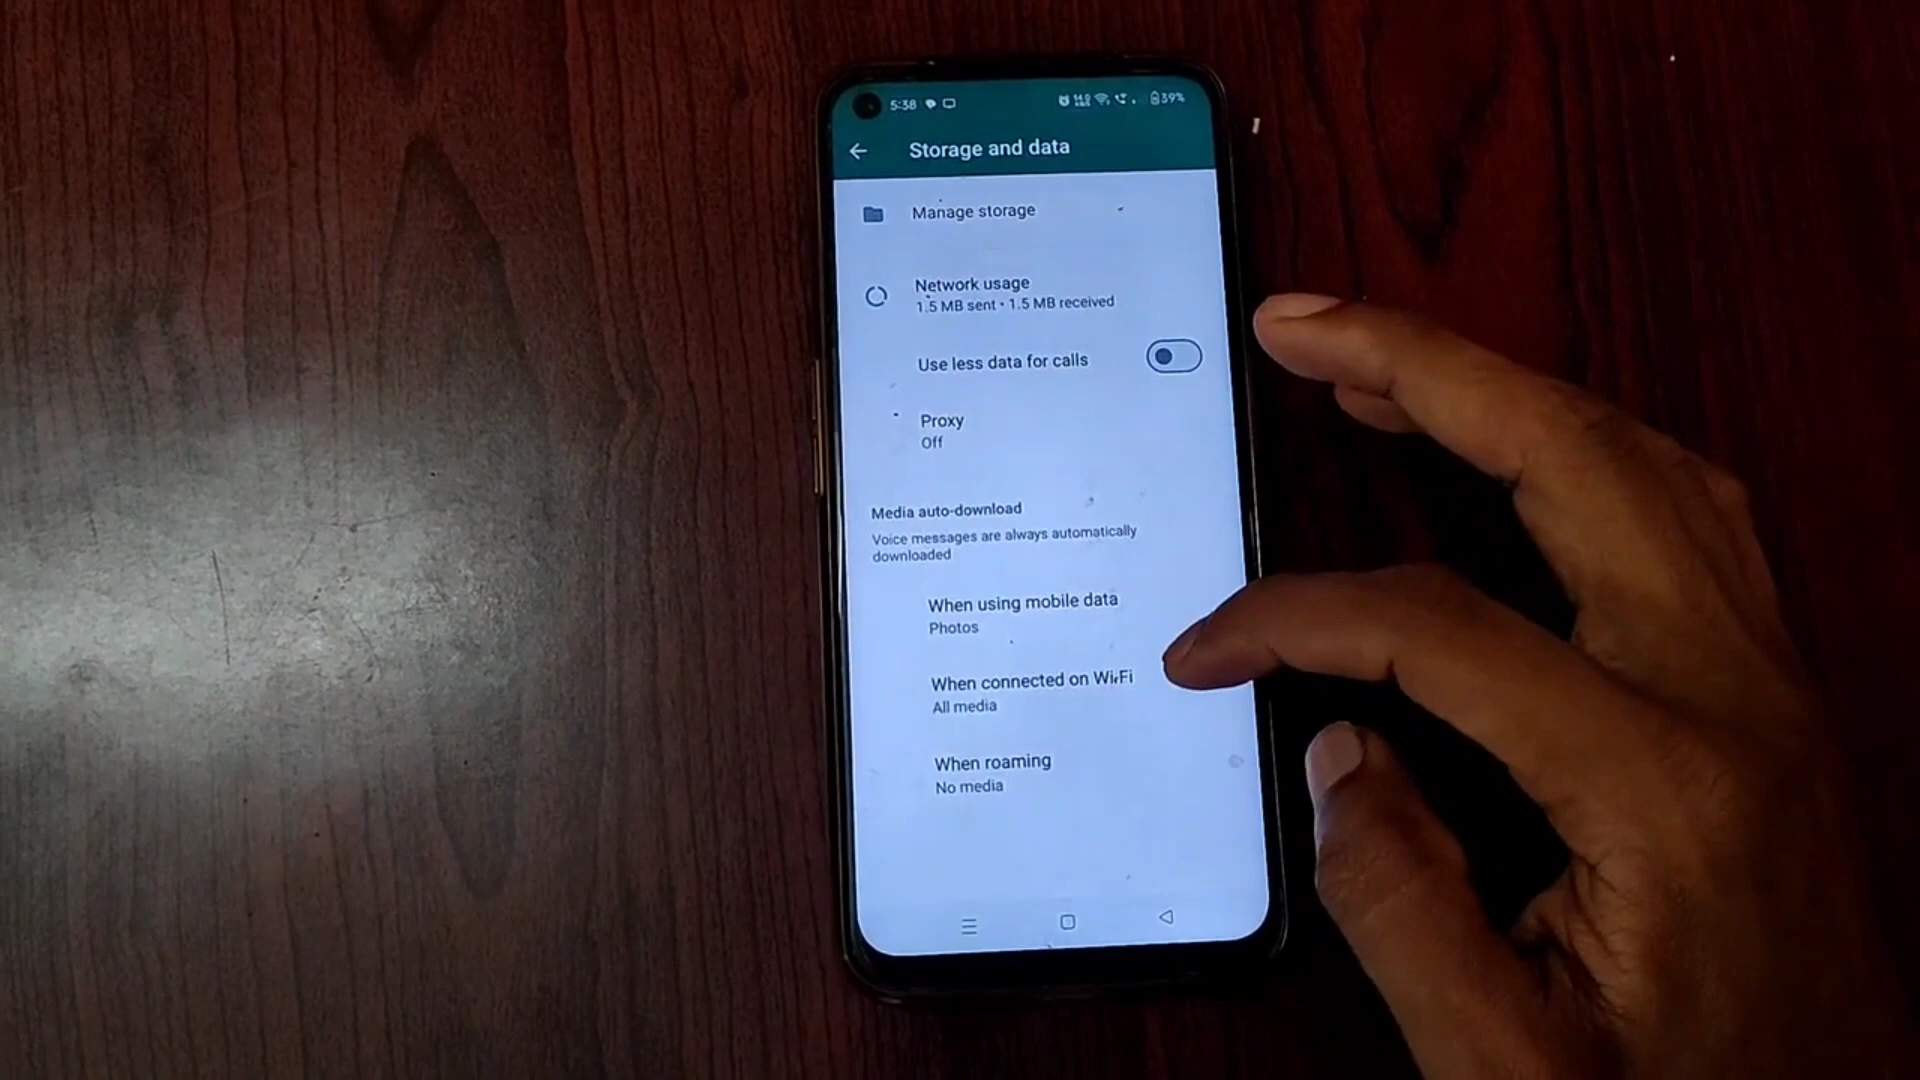 5:38
39%
Storage and data
Manage storage
Network usage
1.5 MB sent • 1.5 MB received
Use less data for calls
Proxy
Off
Media auto-download
Voice messages are always automatically
downloaded
When using mobile data
Photos
When connected on Wi-Fi
All media
When roaming
No media